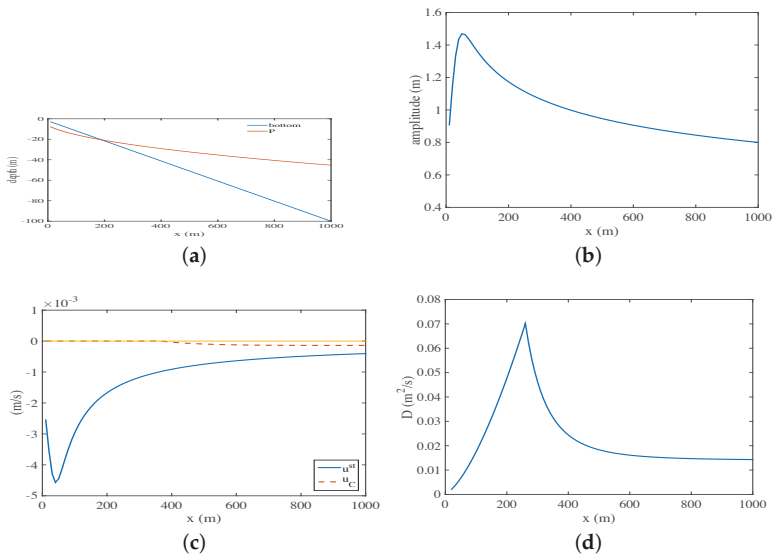 0
-20
-40
-60
-80
-100
depth(m)
bottom
P
0 200 400 600 800 1000
x (m)
(a)
1.6
1.4
1.2
1
0.8
0.6
0.4
amplitude (m)
0 200 400 600 800 1000
x (m)
(b)
×10-3
1
0
-1
-2
-3
-4
-5
(m/s)
ust
uC
0 200 400 600 800 1000
x (m)
(c)
0.08
0.07
0.06
0.05
0.04
0.03
0.02
0.01
0
D (m2/s)
0 200 400 600 800 1000
x (m)
(d)